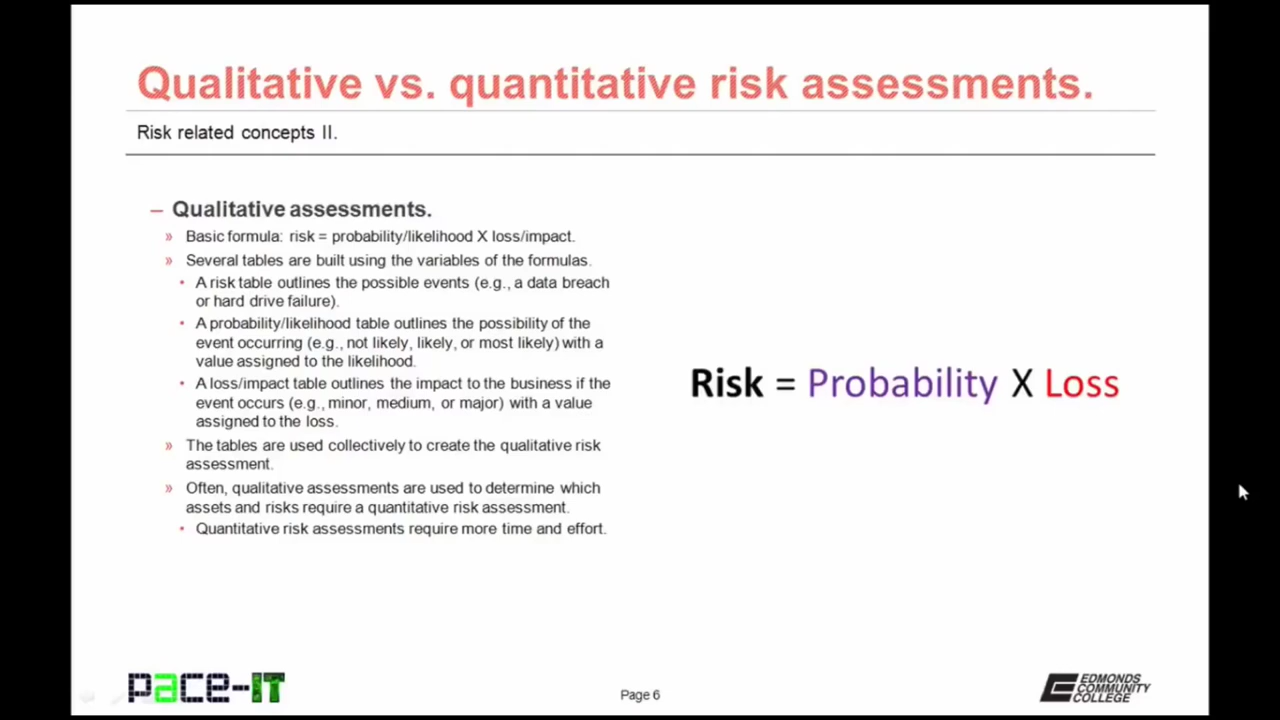 Qualitative vs. quantitative risk assessments.
Risk related concepts II.
– Qualitative assessments.
» Basic formula: risk = probability/likelihood X loss/impact.
» Several tables are built using the variables of the formulas.
• A risk table outlines the possible events (e.g., a data breach
or hard drive failure).
• A probability/likelihood table outlines the possibility of the
event occurring (e.g., not likely, likely, or most likely) with a
value assigned to the likelihood.
• A loss/impact table outlines the impact to the business if the
event occurs (e.g., minor, medium, or major) with a value
assigned to the loss.
» The tables are used collectively to create the qualitative risk
assessment.
» Often, qualitative assessments are used to determine which
assets and risks require a quantitative risk assessment.
• Quantitative risk assessments require more time and effort.
Risk = Probability X Loss
pace-IT
Page 6
EDMONDS
COMMUNITY
COLLEGE